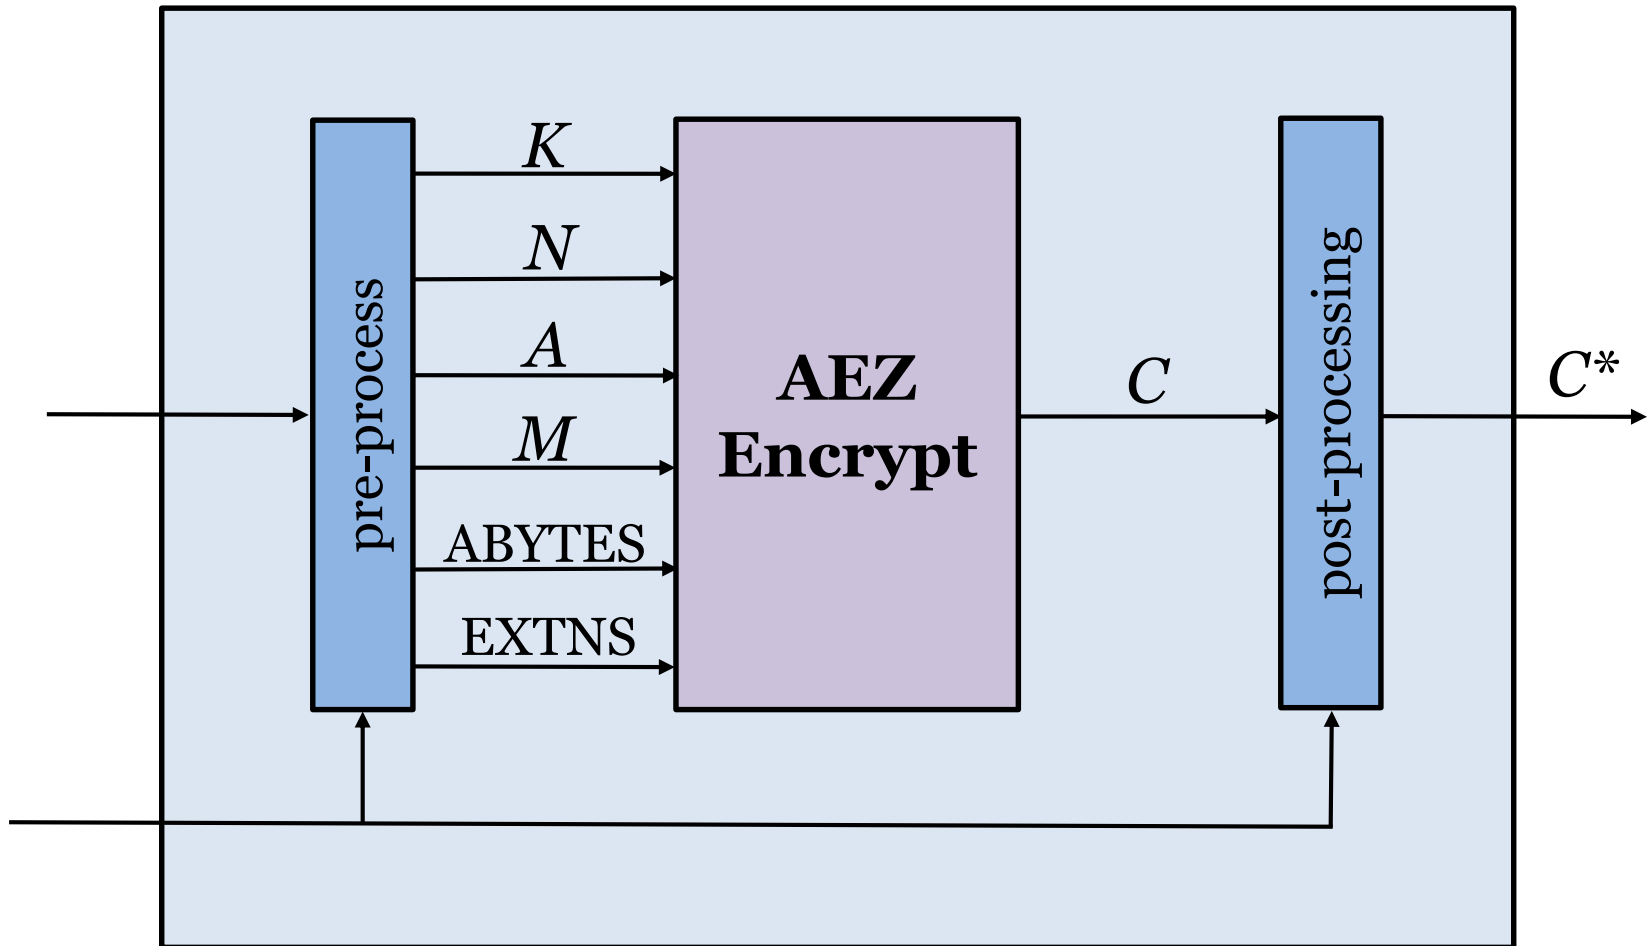 pre-process
K
N
A
M
ABYTES
EXTNS
AEZ
Encrypt
C
post-processing
C*